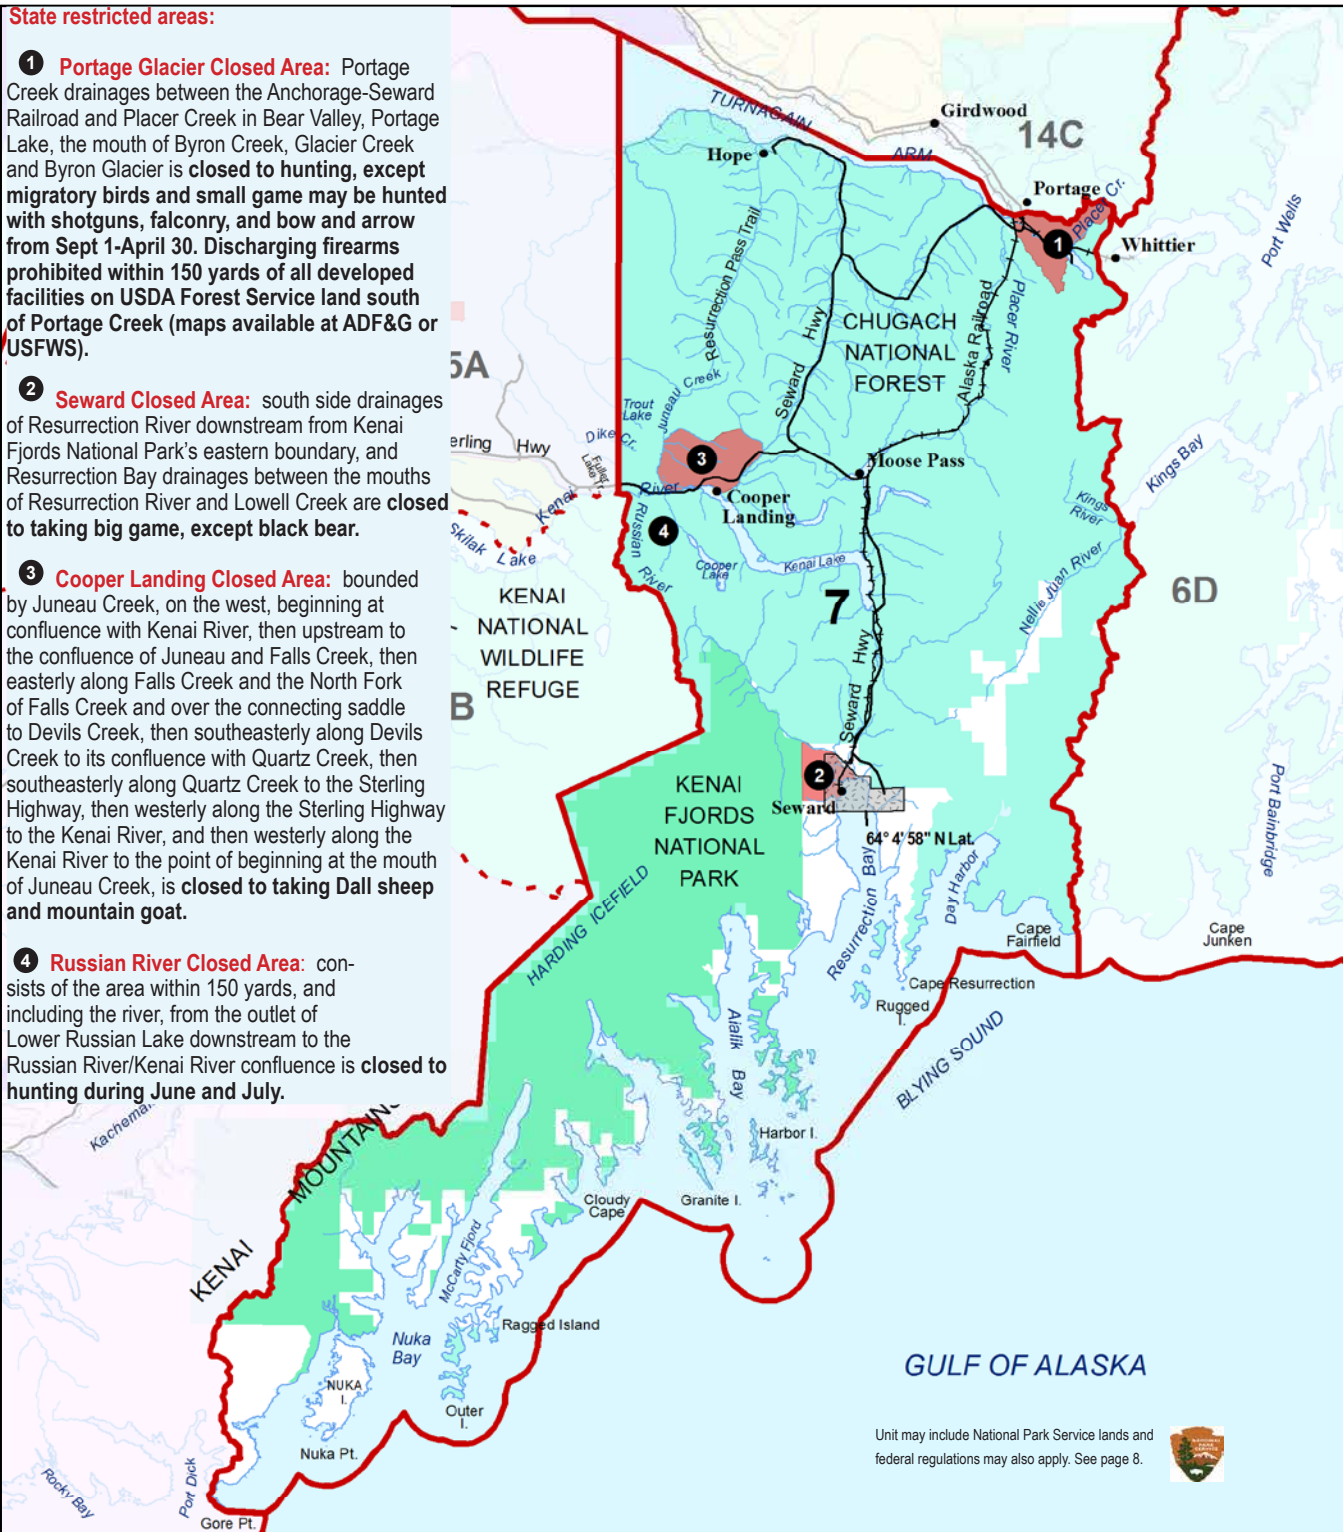 State restricted areas:
1 Portage Glacier Closed Area: Portage
Creek drainages between the Anchorage-Seward
Railroad and Placer Creek in Bear Valley, Portage
Lake, the mouth of Byron Creek, Glacier Creek
and Byron Glacier is closed to hunting, except
migratory birds and small game may be hunted
with shotguns, falconry, and bow and arrow
from Sept 1-April 30. Discharging firearms
prohibited within 150 yards of all developed
facilities on USDA Forest Service land south
of Portage Creek (maps available at ADF&G or
USFWS).
2 Seward Closed Area: south side drainages
of Resurrection River downstream from Kenai
Fjords National Park's eastern boundary, and
Resurrection Bay drainages between the mouths
of Resurrection River and Lowell Creek are closed
to taking big game, except black bear.
3 Cooper Landing Closed Area: bounded
by Juneau Creek, on the west, beginning at
confluence with Kenai River, then upstream to
the confluence of Juneau and Falls Creek, then
easterly along Falls Creek and the North Fork
of Falls Creek and over the connecting saddle
to Devils Creek, then southeasterly along Devils
Creek to its confluence with Quartz Creek, then
southeasterly along Quartz Creek to the Sterling
Highway, then westerly along the Sterling Highway
to the Kenai River, and then westerly along the
Kenai River to the point of beginning at the mouth
of Juneau Creek, is closed to taking Dall sheep
and mountain goat.
4 Russian River Closed Area: con-
sists of the area within 150 yards, and
including the river, from the outlet of
Lower Russian Lake downstream to the
Russian River/Kenai River confluence is closed to
hunting during June and July.
TURNAGAIN
ARM
Girdwood
14C
Hope
Portage
Placer Cr.
1
Whittier
Port Wells
Resurrection Pass Trail
Seward Hwy
CHUGACH
NATIONAL
FOREST
Alaska Railroad
Placer River
5A
Trout
Lake
Juneau Creek
Dike Cr.
erling Hwy
Fuller
Lake Tr.
3
Moose Pass
Kings Bay
Kenai
River
Cooper
Landing
Kings
River
4
Russian
River
Skilak Lake
Cooper
Lake
Kenai Lake
Nellie Juan River
6D
KENAI
NATIONAL
WILDLIFE
REFUGE
7
B
Seward Hwy
2
Seward
KENAI
FJORDS
NATIONAL
PARK
64° 4' 58" N Lat.
Port Bainbridge
HARDING ICEFIELD
Resurrection Bay
Day Harbor
Cape
Fairfield
Cape
Junken
Cape Resurrection
Rugged
I.
Aialik
Bay
BLYING SOUND
Kachema
Harbor I.
KENAI
MOUNTAINS
Cloudy
Cape
Granite I.
McCarty Fjord
Ragged Island
Nuka
Bay
GULF OF ALASKA
NUKA
I.
Outer
I.
Nuka Pt.
Unit may include National Park Service lands and
federal regulations may also apply. See page 8.
NATIONAL
PARK
SERVICE
Rocky Bay
Port Dick
Gore Pt.